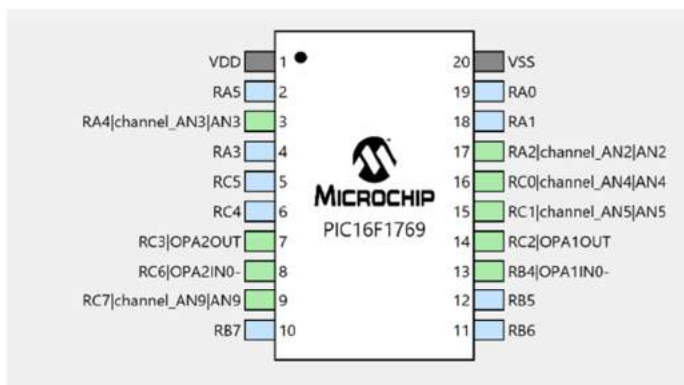 VDD 1 20 VSS
RA5 2 19 RA0
RA4|channel_AN3|AN3 3 18 RA1
RA3 4 17 RA2|channel_AN2|AN2
RC5 5 MICROCHIP 16 RC0|channel_AN4|AN4
RC4 6 PIC16F1769 15 RC1|channel_AN5|AN5
RC3|OPA2OUT 7 14 RC2|OPA1OUT
RC6|OPA2IN0- 8 13 RB4|OPA1IN0-
RC7|channel_AN9|AN9 9 12 RB5
RB7 10 11 RB6